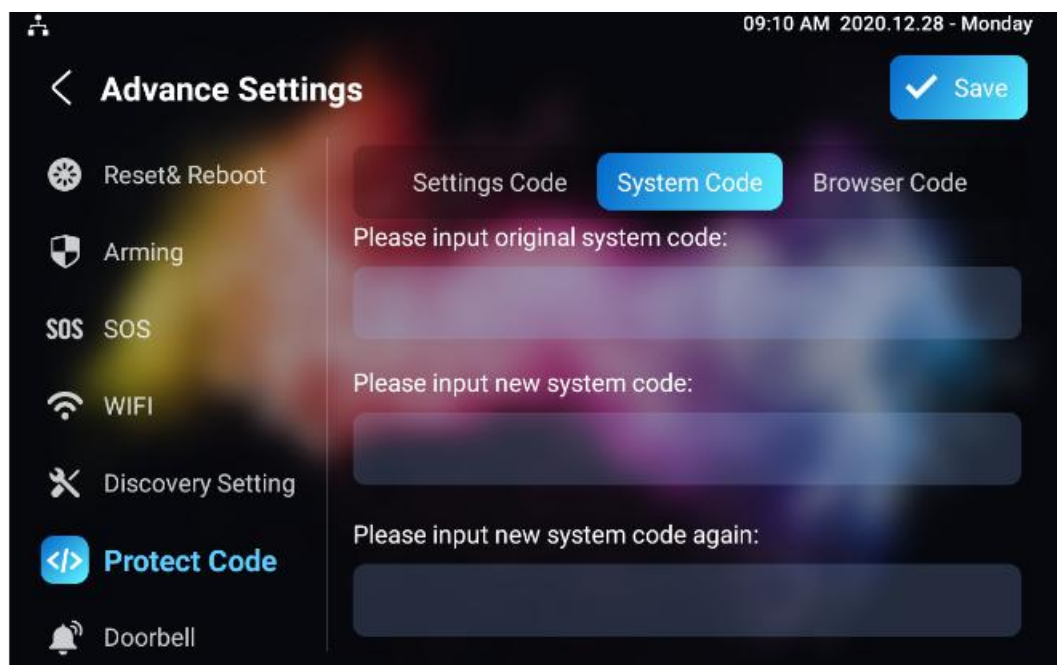 09:10 AM 2020.12.28 - Monday
Advance Settings
Save
Reset& Reboot
Arming
SOS SOS
WIFI
Discovery Setting
Protect Code
Doorbell
Settings Code System Code Browser Code
Please input original system code:
Please input new system code:
Please input new system code again: